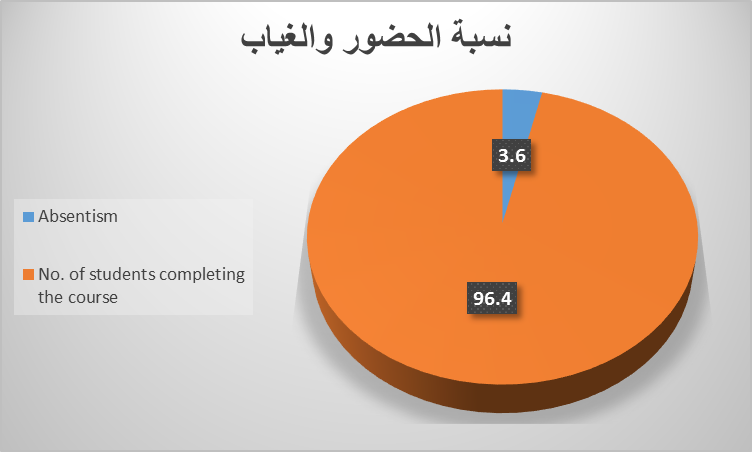 نسبة الحضور والغياب
3.6
Absentism
No. of students completing
the course
96.4